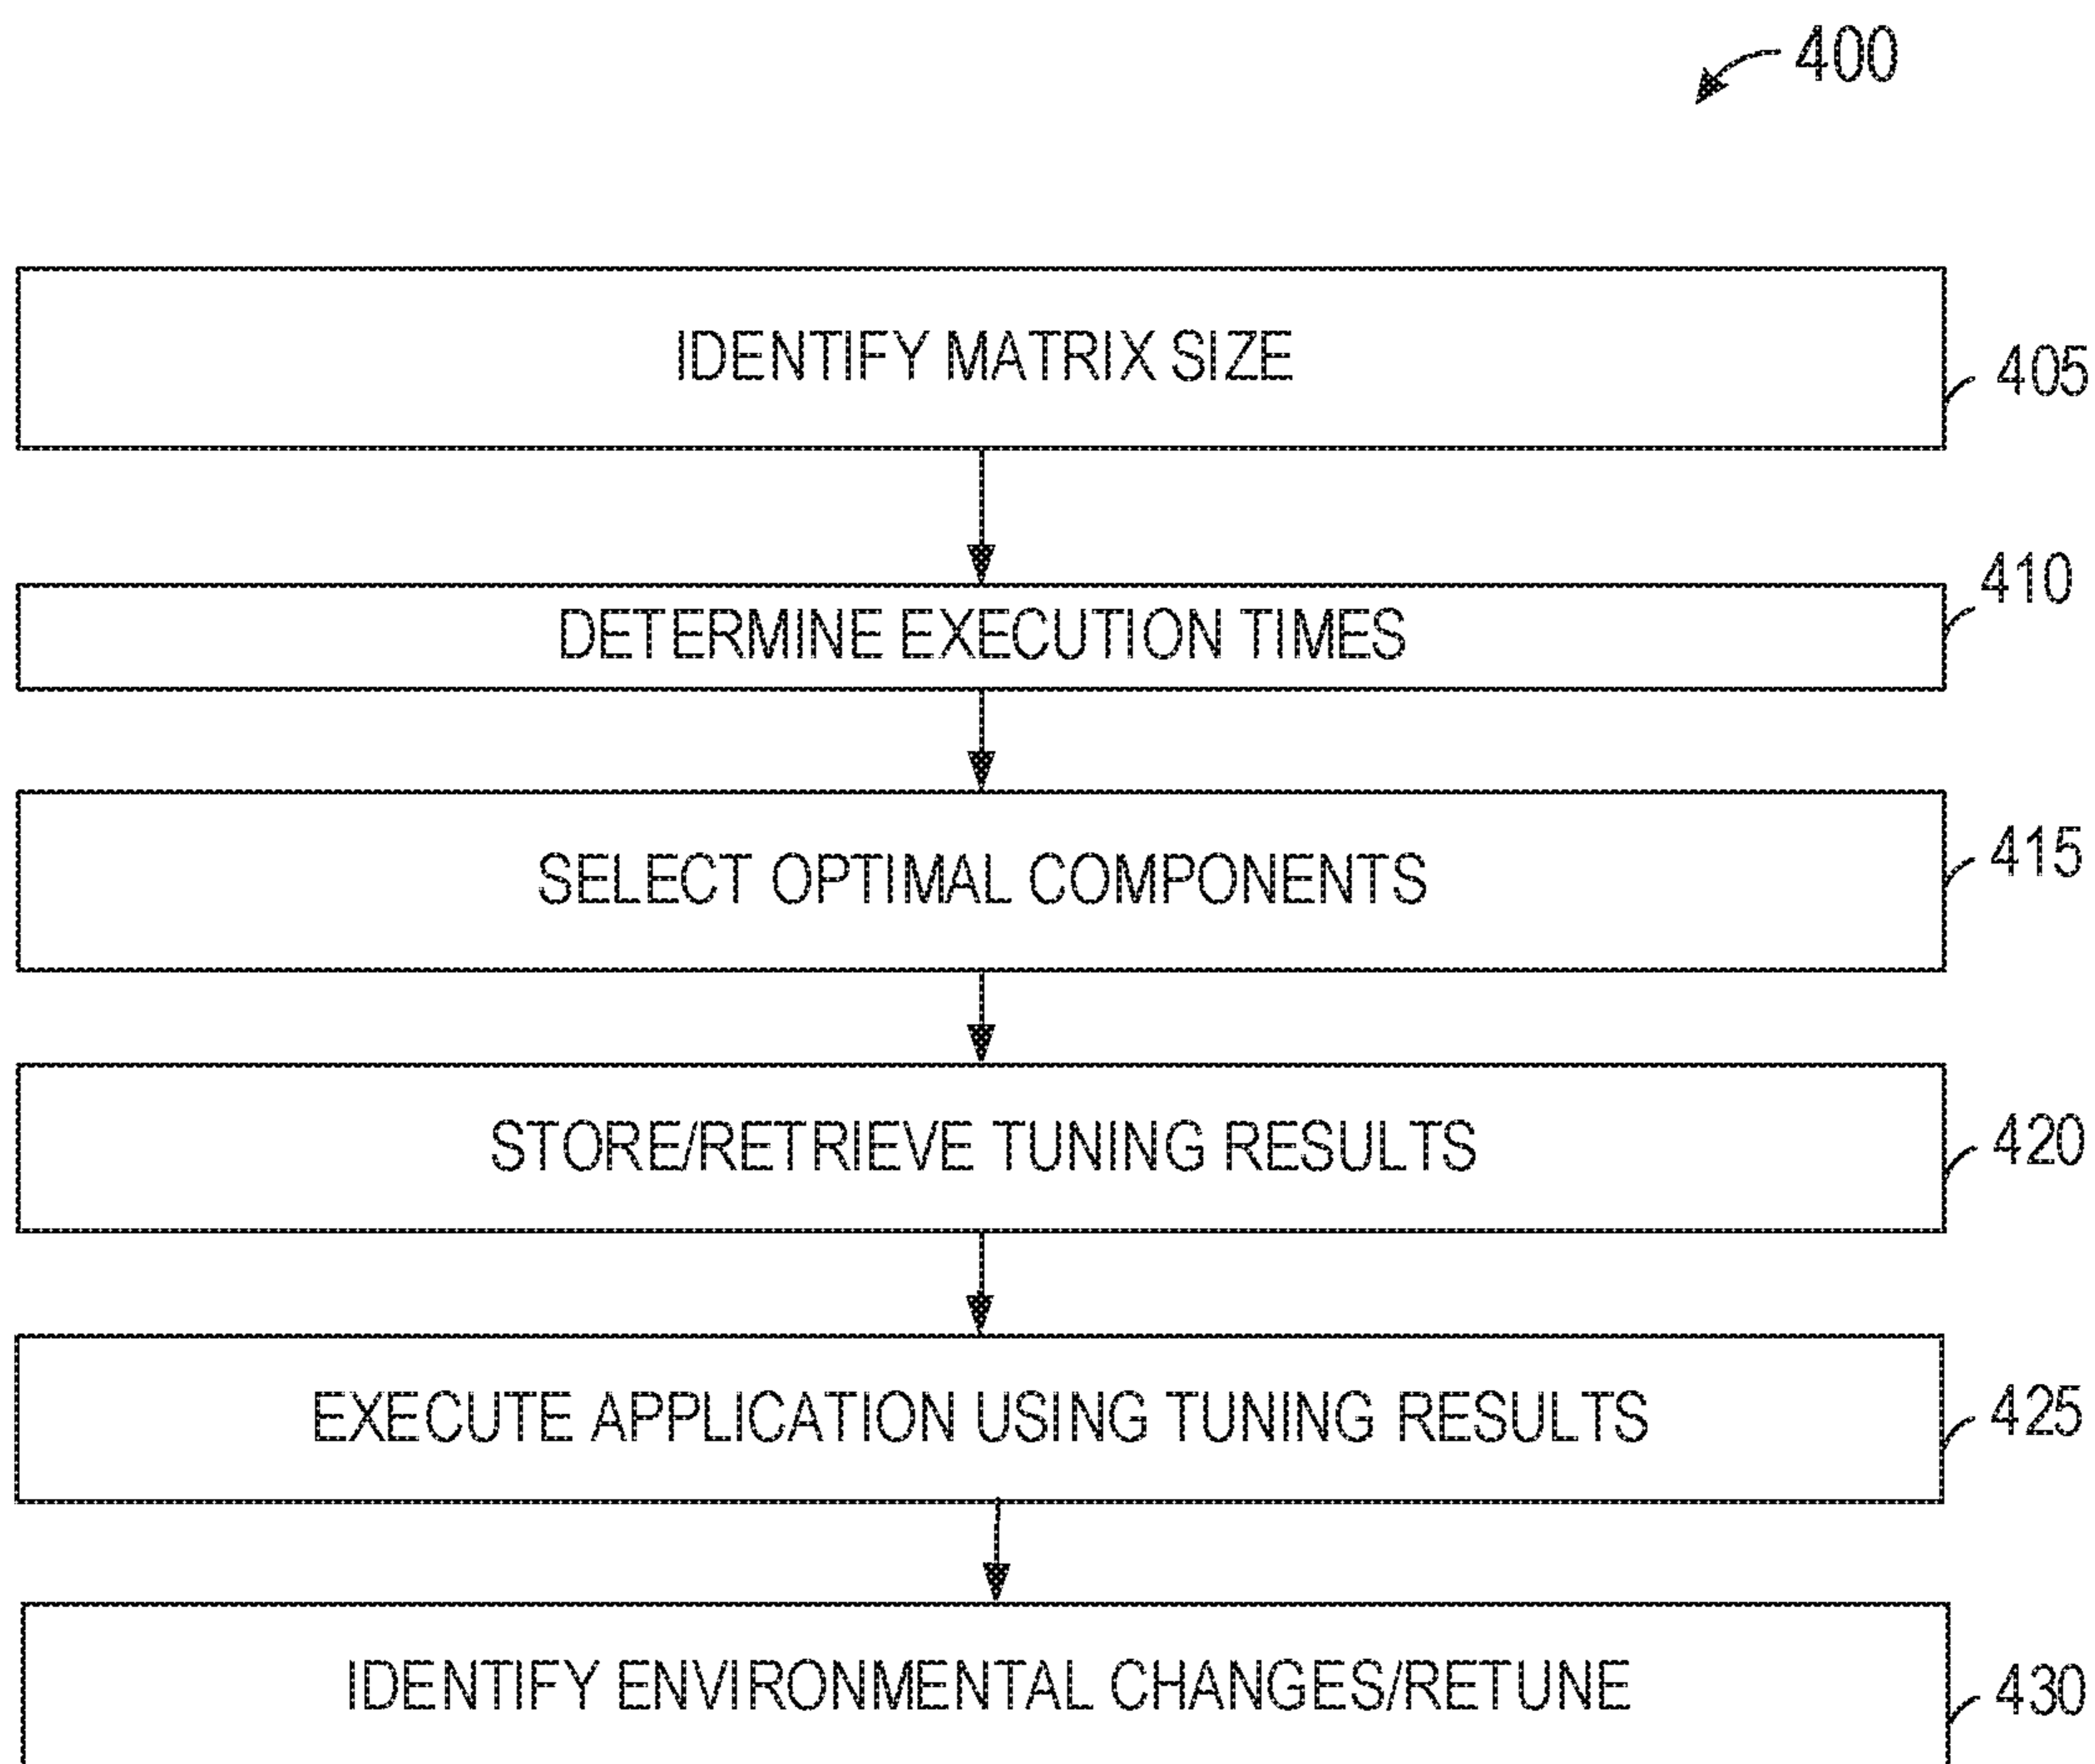 400
IDENTIFY MATRIX SIZE
405
DETERMINE EXECUTION TIMES
410
SELECT OPTIMAL COMPONENTS
415
STORE/RETRIEVE TUNING RESULTS
420
EXECUTE APPLICATION USING TUNING RESULTS
425
IDENTIFY ENVIRONMENTAL CHANGES/RETUNE
430